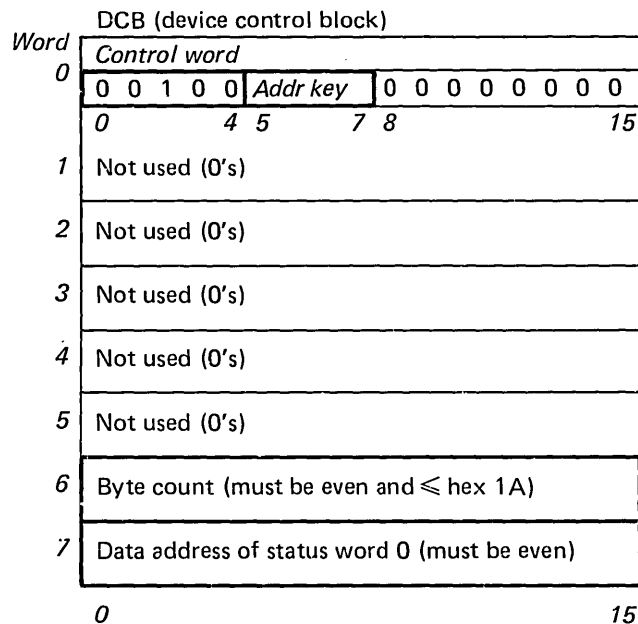 DCB (device control block)
Word
Control word
0
0 0 1 0 0 Addr key 0 0 0 0 0 0 0 0
0 4 5 7 8 15
1 Not used (0's)
2 Not used (0's)
3 Not used (0's)
4 Not used (0's)
5 Not used (0's)
6 Byte count (must be even and ≤ hex 1A)
7 Data address of status word 0 (must be even)
0 15